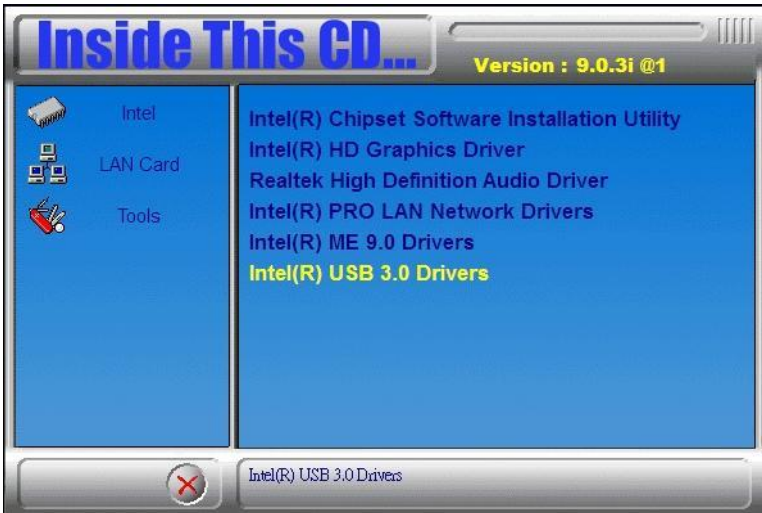 Inside This CD...
Version : 9.0.3i @1
Intel
LAN Card
Tools
Intel(R) Chipset Software Installation Utility
Intel(R) HD Graphics Driver
Realtek High Definition Audio Driver
Intel(R) PRO LAN Network Drivers
Intel(R) ME 9.0 Drivers
Intel(R) USB 3.0 Drivers
Intel(R) USB 3.0 Drivers